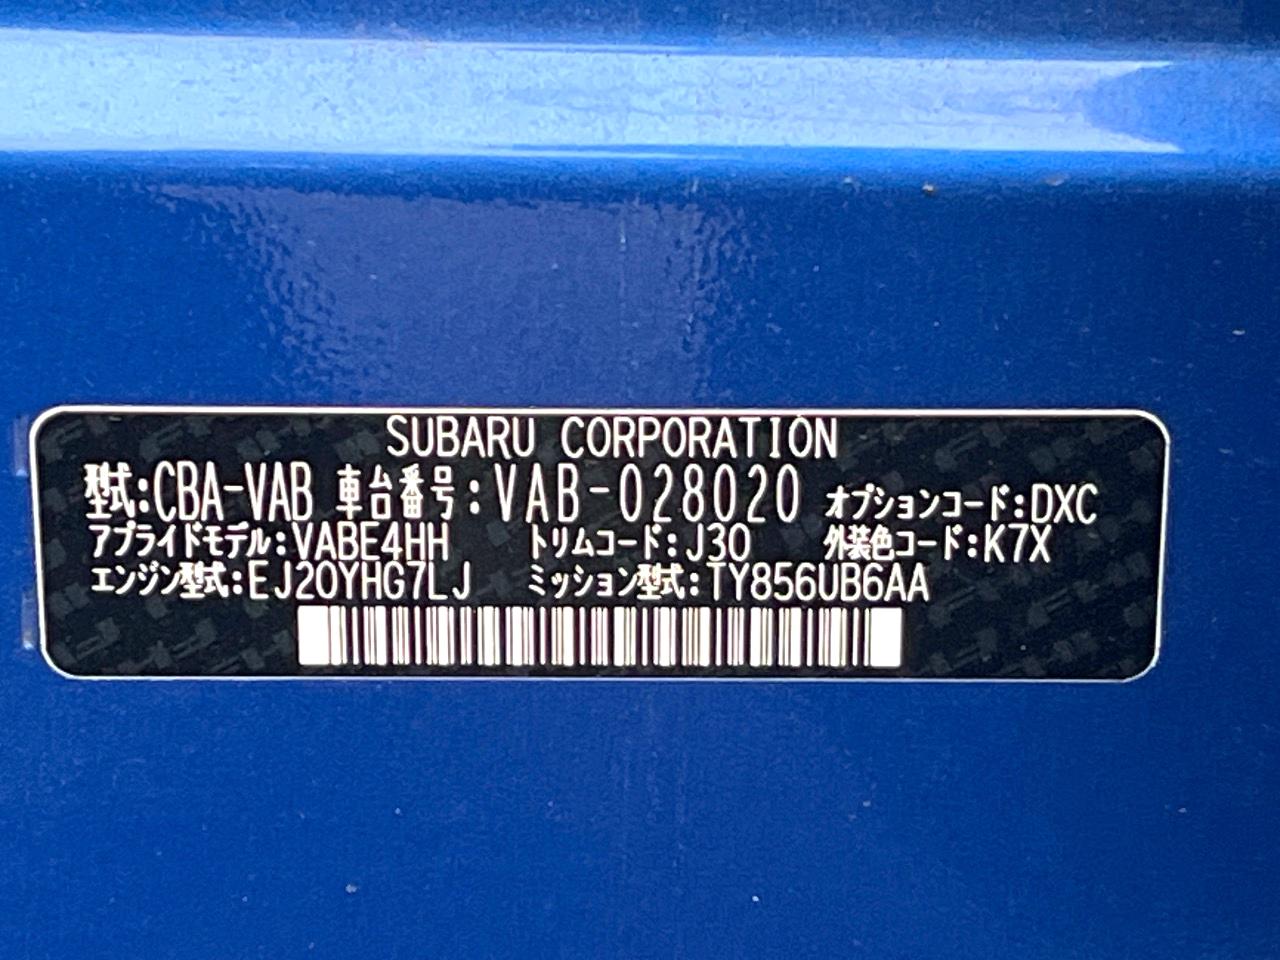 SUBARU CORPORATION
型式:CBA-VAB 車台番号:VAB-028020 オプションコード:DXC
アプライドモデル:VABE4HH トリムコード:J30 外装色コード:K7X
エンジン型式:EJ20YHG7LJ ミッション型式:TY856UB6AA